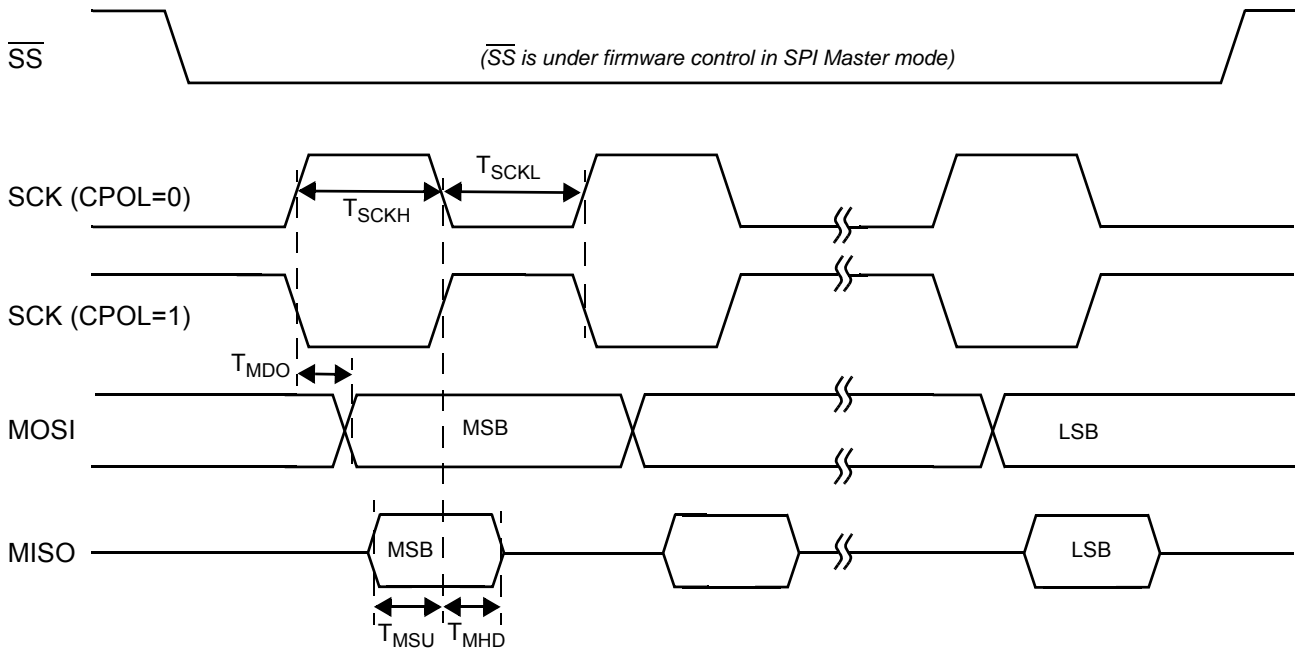 SS
(SS is under firmware control in SPI Master mode)
SCK (CPOL=0)
TSCKH
TSCKL
SCK (CPOL=1)
TMDO
MOSI
MSB
LSB
MISO
MSB
LSB
TMSU
TMHD